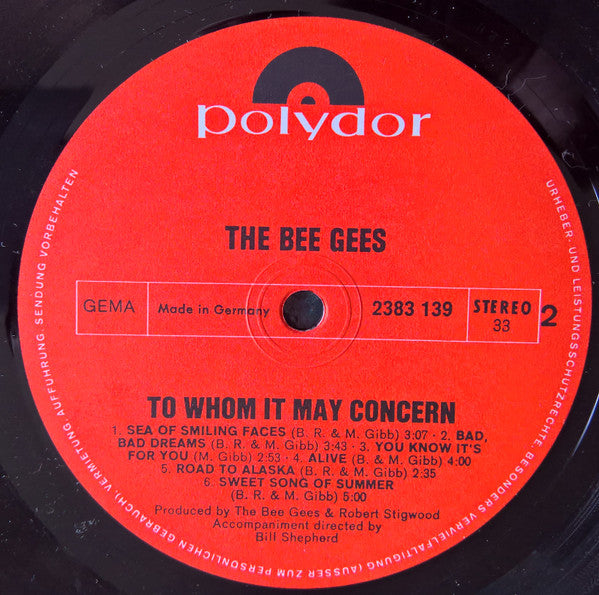 polydor
THE BEE GEES
GEMA
Made in Germany
2383 139
STEREO
33
2
TO WHOM IT MAY CONCERN
1. SEA OF SMILING FACES (B. R. & M. Gibb) 3:07 · 2. BAD,
BAD DREAMS (B. R. & M. Gibb) 3:43 · 3. YOU KNOW IT'S
FOR YOU (M. Gibb) 2:53 · 4. ALIVE (B. & M. Gibb) 4:00
5. ROAD TO ALASKA (B. R. & M. Gibb) 2:35
6. SWEET SONG OF SUMMER
(B. R. & M. Gibb) 5:00
Produced by The Bee Gees & Robert Stigwood
Accompaniment directed by
Bill Shepherd
URHEBER- UND LEISTUNGSSCHUTZRECHTE, BESONDERS VERVIELFÄLTIGUNG (AUSSER ZUM PERSÖNLICHEN GEBRAUCH), VERMIETUNG, AUFFÜHRUNG, SENDUNG VORBEHALTEN